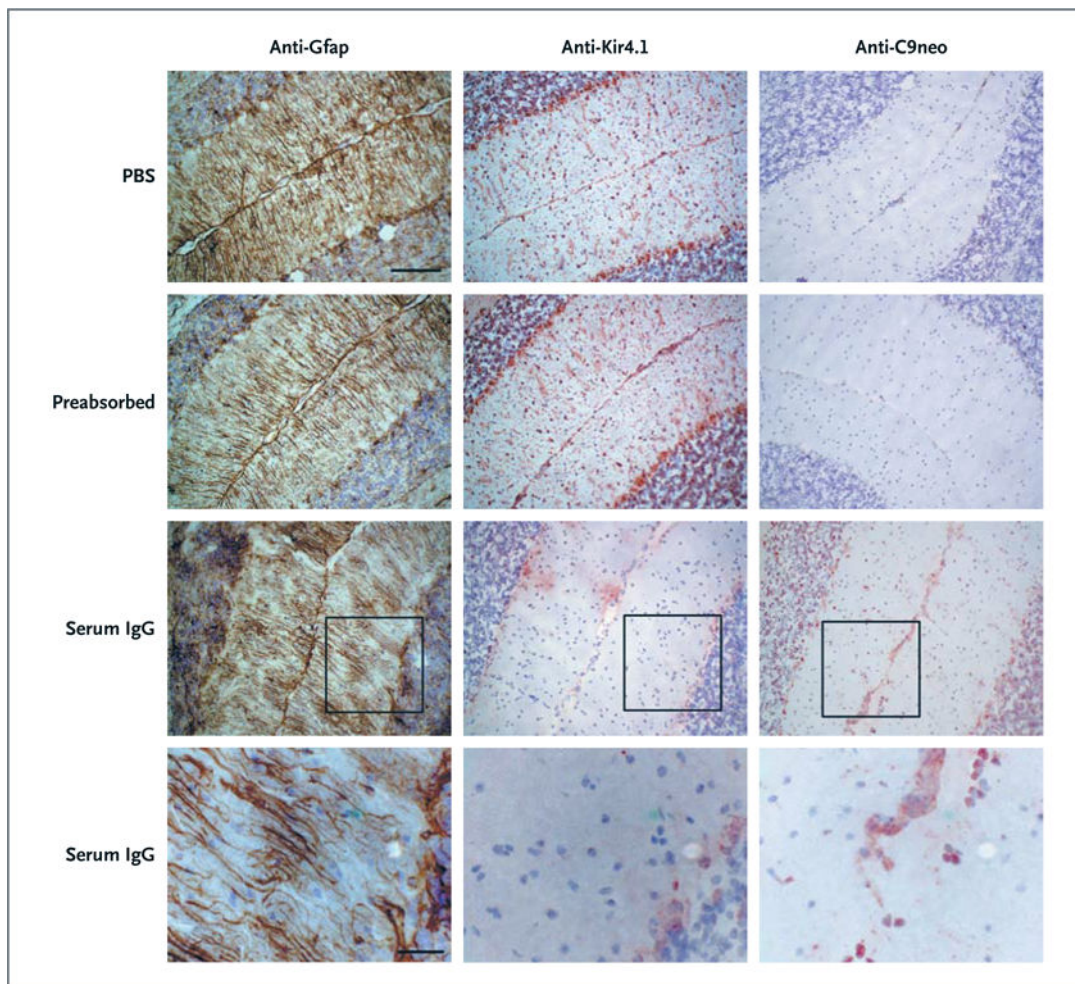 Anti-Gfap Anti-Kir4.1 Anti-C9neo
PBS
Preabsorbed
Serum IgG
Serum IgG